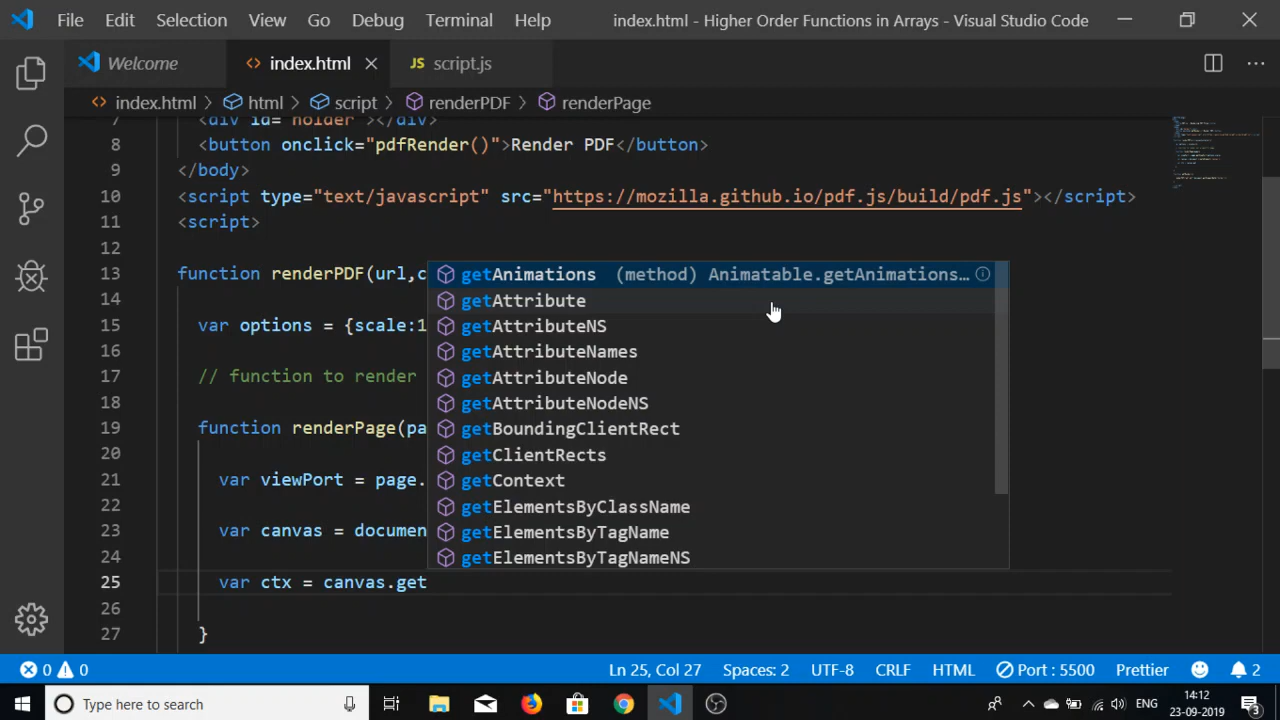 File Edit Selection View Go Debug Terminal Help index.html - Higher Order Functions in Arrays - Visual Studio Code
Welcome index.html JS script.js
index.html html script renderPDF renderPage
7 <div id="holder"></div>
8 <button onclick="pdfRender()">Render PDF</button>
9 </body>
10 <script type="text/javascript" src="https://mozilla.github.io/pdf.js/build/pdf.js"></script>
11 <script>
12
13 function renderPDF(url,c
getAnimations (method) Animatable.getAnimations…
14
getAttribute
15 var options = {scale:1
getAttributeNS
16
getAttributeNames
17 // function to render
getAttributeNode
18
getAttributeNodeNS
19 function renderPage(pa
getBoundingClientRect
20
getClientRects
21 var viewPort = page.
getContext
22
getElementsByClassName
23 var canvas = documen
getElementsByTagName
24
getElementsByTagNameNS
25 var ctx = canvas.get
26
27 }
0 0 Ln 25, Col 27 Spaces: 2 UTF-8 CRLF HTML Port : 5500 Prettier 2
Type here to search ENG 14:12
23-09-2019 3